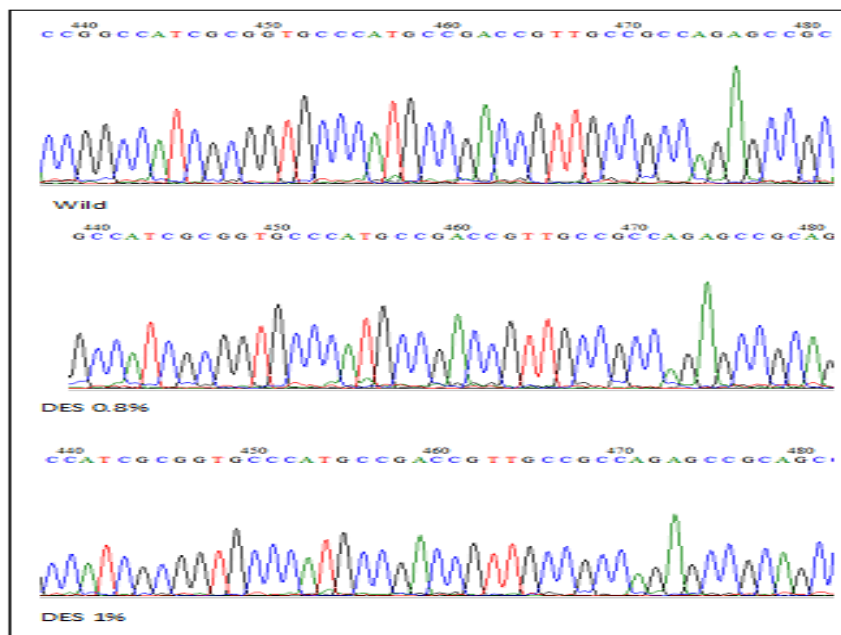 440 450 460 470 480
CCGGCCATCGCGGTGCCCATGCCGACCGTTGCCGCCAGAGCCGC
Wild
440 450 460 470 480
GCCATCGCGGTGCCCATGCCGACCGTTGCCGCCAGAGCCGCAG
DES 0.8%
440 450 460 470 480
CCATCGCGGTGCCCATGCCGACCGTTGCCGCCAGAGCCGCAGC
DES 1%